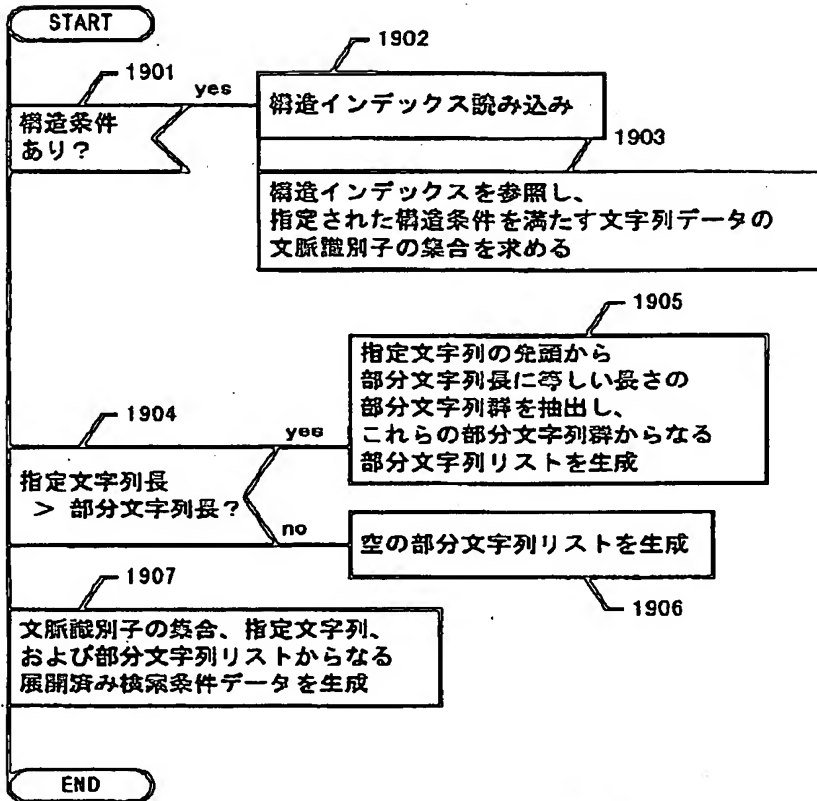 START
1901
構造条件
あり?
yes
1902
構造インデックス読み込み
1903
構造インデックスを参照し、
指定された構造条件を満たす文字列データの
文脈識別子の集合を求める
1904
指定文字列長
> 部分文字列長?
yes
1905
指定文字列の先頭から
部分文字列長に等しい長さの
部分文字列群を抽出し、
これらの部分文字列群からなる
部分文字列リストを生成
no
空の部分文字列リストを生成
1906
1907
文脈識別子の集合、指定文字列、
および部分文字列リストからなる
展開済み検索条件データを生成
END